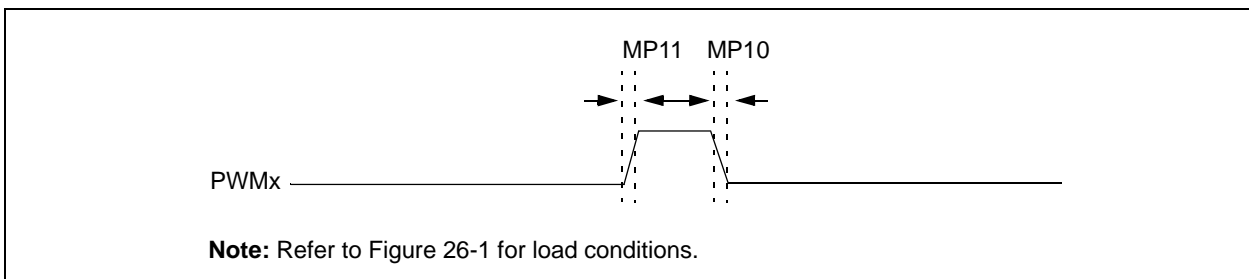 MP11 MP10
PWMx
Note: Refer to Figure 26-1 for load conditions.